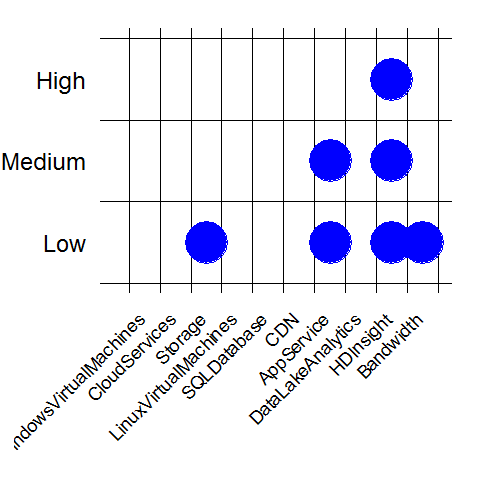 High
Medium
Low
ndowsVirtualMachines
CloudServices
Storage
LinuxVirtualMachines
SQLDatabase
CDN
AppService
DataLakeAnalytics
HDInsight
Bandwidth